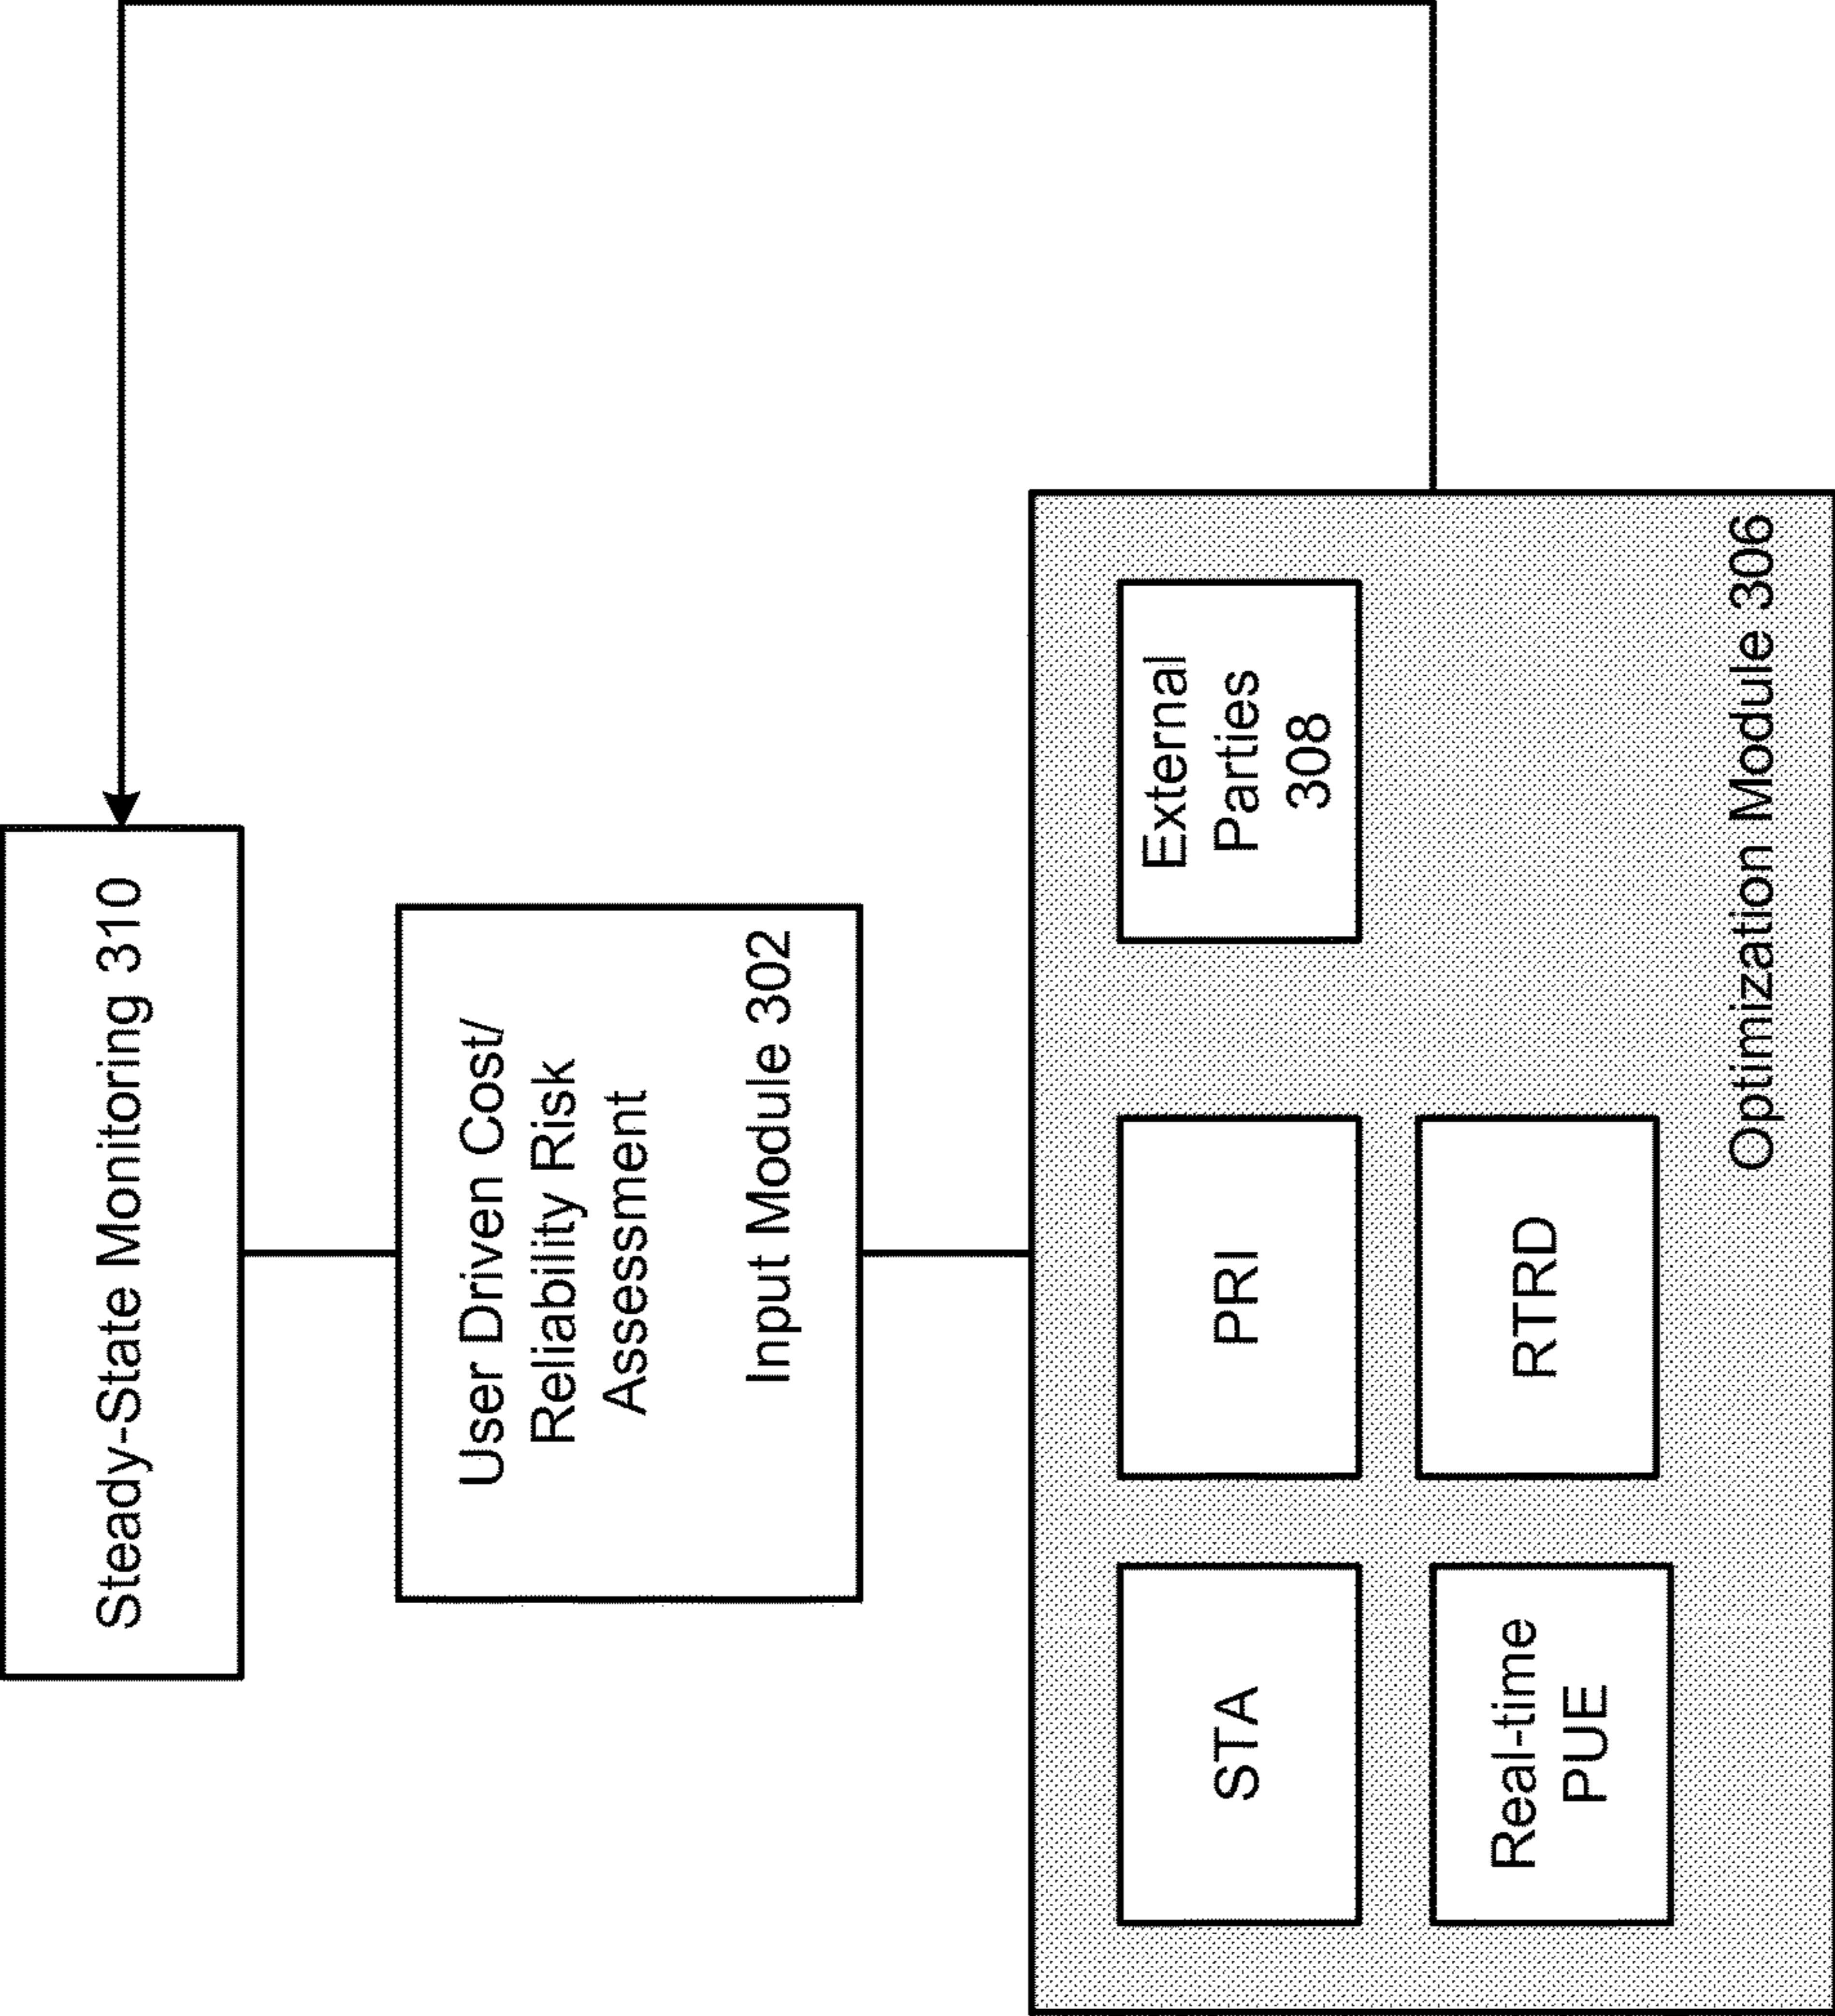 Steady-State Monitoring 310
User Driven Cost/
Reliability Risk
Assessment
Input Module 302
STA
PRI
External
Parties
308
Real-time
PUE
RTRD
Optimization Module 306